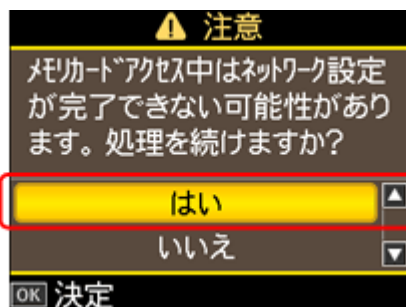 注意
ﾒﾓﾘｶｰﾄﾞｱｸｾｽ中はﾈｯﾄﾜｰｸ設定
が完了できない可能性があり
ます。処理を続けますか?
はい
いいえ
OK 決定